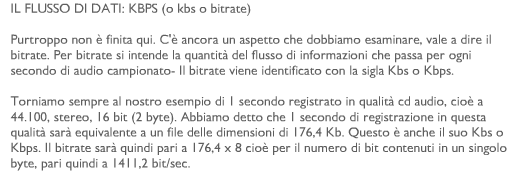 IL FLUSSO DI DATI: KBPS (o kbs o bitrate)
Purtroppo non è finita qui. C'è ancora un aspetto che dobbiamo esaminare, vale a dire il
bitrate. Per bitrate si intende la quantità del flusso di informazioni che passa per ogni
secondo di audio campionato- Il bitrate viene identificato con la sigla Kbs o Kbps.
Torniamo sempre al nostro esempio di 1 secondo registrato in qualità cd audio, cioè a
44.100, stereo, 16 bit (2 byte). Abbiamo detto che 1 secondo di registrazione in questa
qualità sarà equivalente a un file delle dimensioni di 176,4 Kb. Questo è anche il suo Kbs o
Kbps. Il bitrate sarà quindi pari a 176,4 x 8 cioè per il numero di bit contenuti in un singolo
byte, pari quindi a 1411,2 bit/sec.